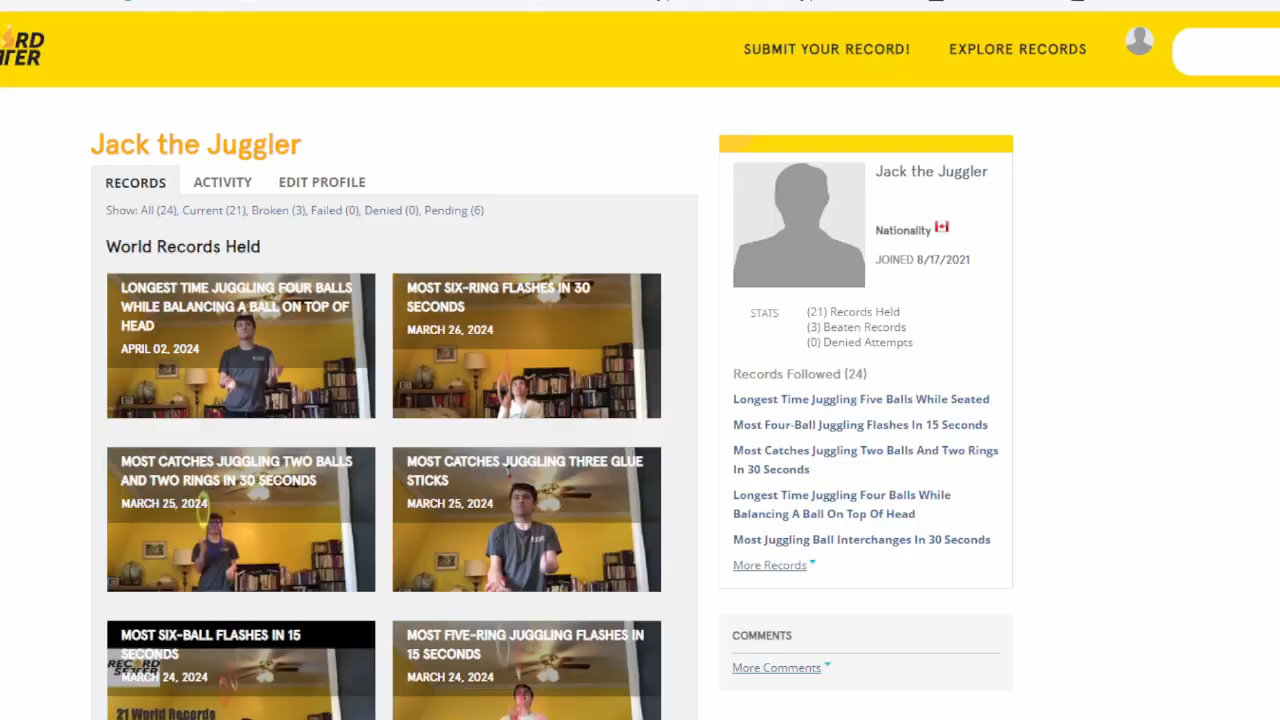 RD
SUBMIT YOUR RECORD!
EXPLORE RECORDS
Jack the Juggler
RECORDS
ACTIVITY
EDIT PROFILE
Show: All (24), Current (21), Broken (3), Failed (0), Denied (0), Pending (6)
World Records Held
LONGEST TIME JUGGLING FOUR BALLS
WHILE BALANCING A BALL ON TOP OF
HEAD
APRIL 02, 2024
MOST SIX-RING FLASHES IN 30
SECONDS
MARCH 26, 2024
MOST CATCHES JUGGLING TWO BALLS
AND TWO RINGS IN 30 SECONDS
MARCH 25, 2024
MOST CATCHES JUGGLING THREE GLUE
STICKS
MARCH 25, 2024
MOST SIX-BALL FLASHES IN 15
SECONDS
MARCH 24, 2024
RECORD
SETTER
21 World Records
MOST FIVE-RING JUGGLING FLASHES IN
15 SECONDS
MARCH 24, 2024
Jack the Juggler
Nationality
JOINED 8/17/2021
STATS
(21) Records Held
(3) Beaten Records
(0) Denied Attempts
Records Followed (24)
Longest Time Juggling Five Balls While Seated
Most Four-Ball Juggling Flashes In 15 Seconds
Most Catches Juggling Two Balls And Two Rings
In 30 Seconds
Longest Time Juggling Four Balls While
Balancing A Ball On Top Of Head
Most Juggling Ball Interchanges In 30 Seconds
More Records
COMMENTS
More Comments